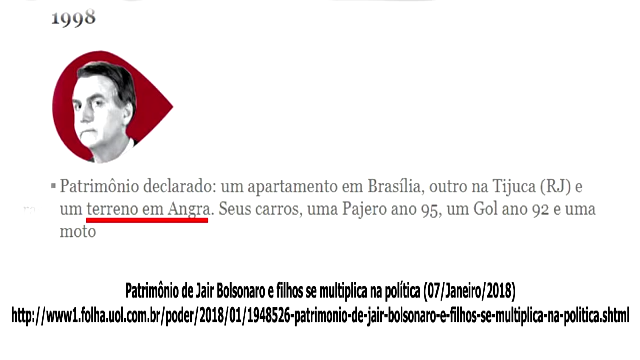 1998
▪ Patrimônio declarado: um apartamento em Brasília, outro na Tijuca (RJ) e
um terreno em Angra. Seus carros, uma Pajero ano 95, um Gol ano 92 e uma
moto
Patrimônio de Jair Bolsonaro e filhos se multiplica na política (07/Janeiro/2018)
http://www1.folha.uol.com.br/poder/2018/01/1948526-patrimonio-de-jair-bolsonaro-e-filhos-se-multiplica-na-politica.shtml